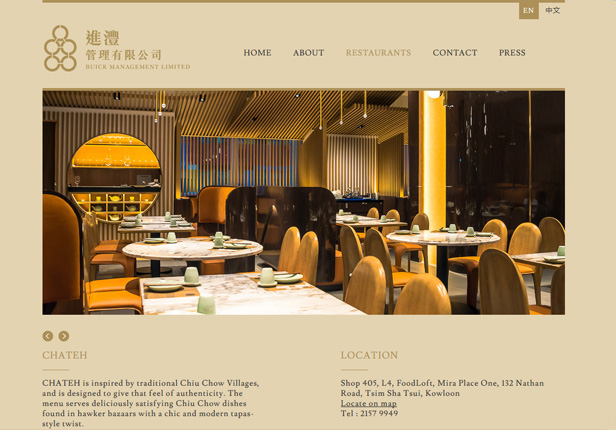 EN 中文
進灃
管理有限公司
BUICK MANAGEMENT LIMITED
HOME ABOUT RESTAURANTS CONTACT PRESS
CHATEH
CHATEH is inspired by traditional Chiu Chow Villages,
and is designed to give that feel of authenticity. The
menu serves deliciously satisfying Chiu Chow dishes
found in hawker bazaars with a chic and modern tapas-
style twist.
LOCATION
Shop 405, L4, FoodLoft, Mira Place One, 132 Nathan
Road, Tsim Sha Tsui, Kowloon
Locate on map
Tel : 2157 9949